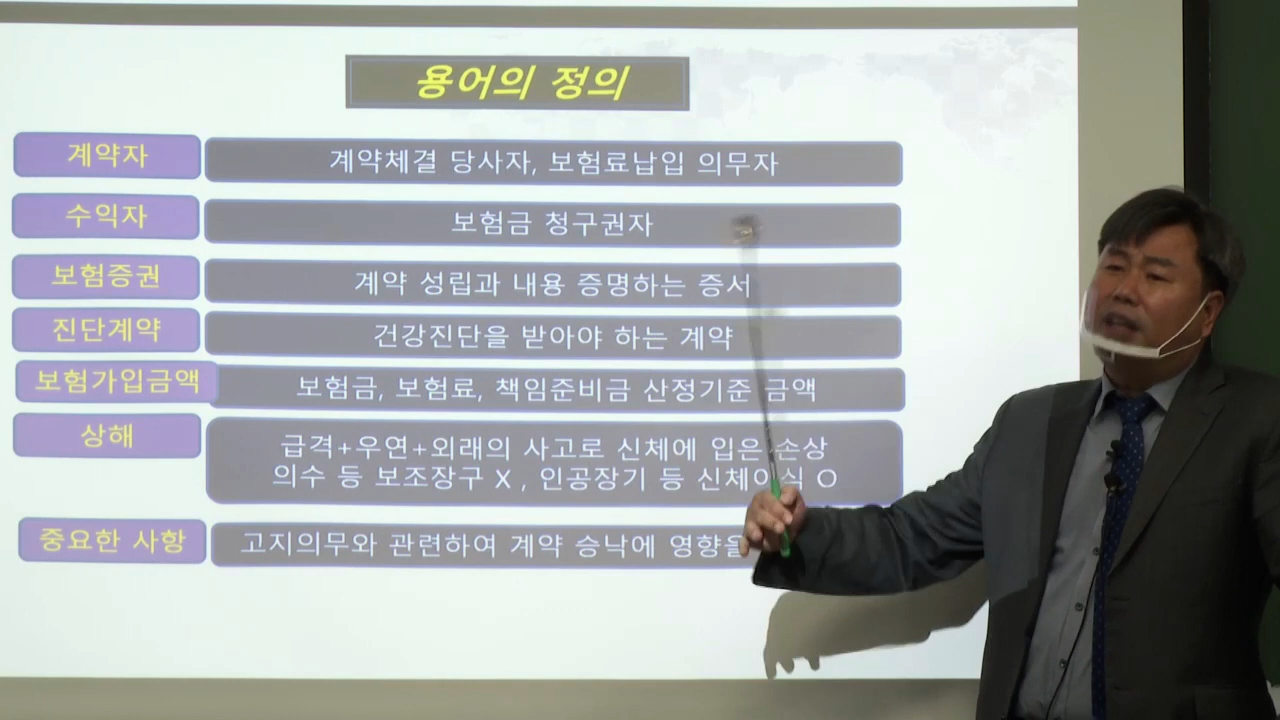 용어의 정의
계약자
계약체결 당사자, 보험료납입 의무자
수익자
보험금 청구권자
보험증권
계약 성립과 내용 증명하는 증서
진단계약
건강진단을 받아야 하는 계약
보험가입금액
보험금, 보험료, 책임준비금 산정기준 금액
상해
급격+우연+외래의 사고로 신체에 입은 손상
의수 등 보조장구 X , 인공장기 등 신체이식 O
중요한 사항
고지의무와 관련하여 계약 승낙에 영향을